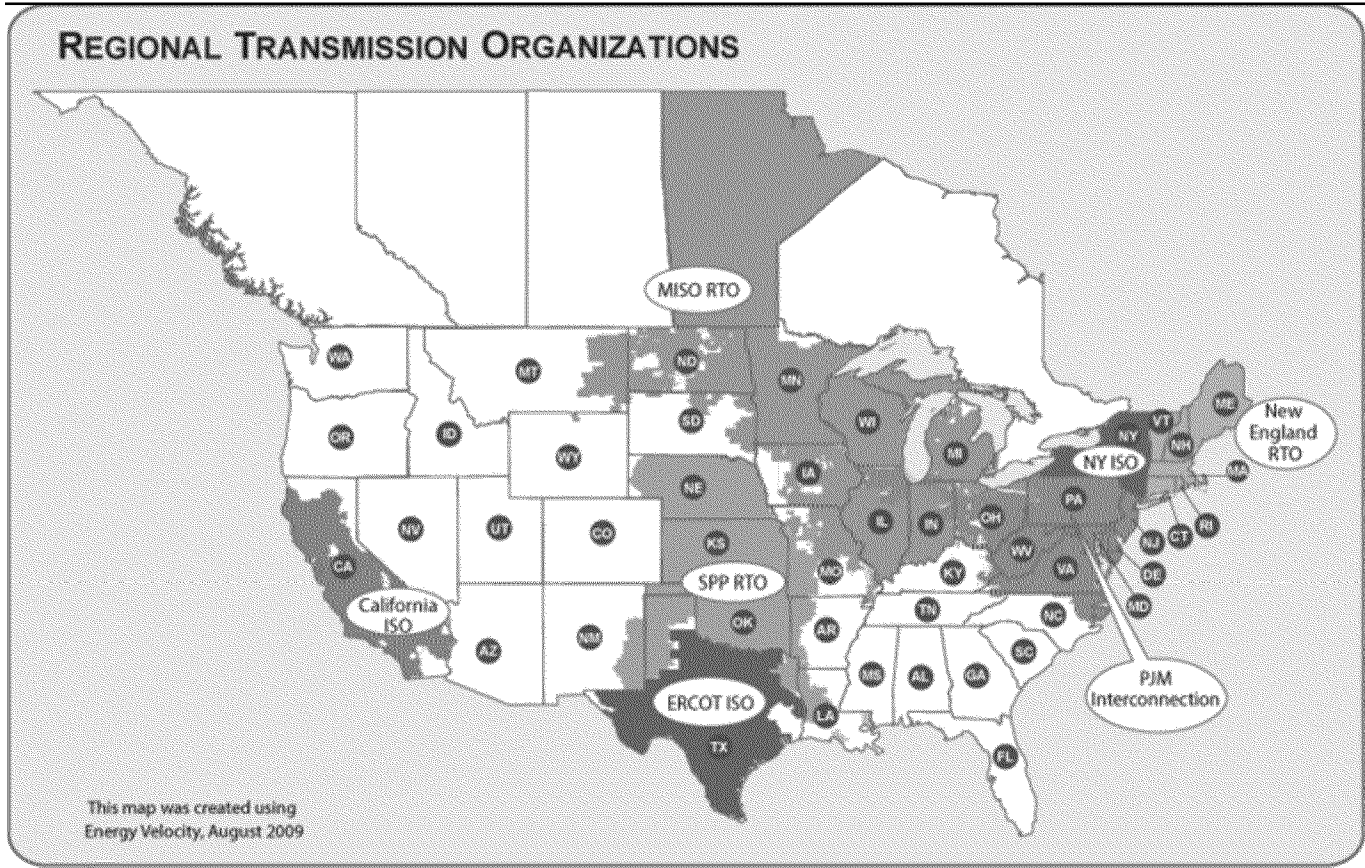 REGIONAL TRANSMISSION ORGANIZATIONS
MISO RTO
WA
MT
ND
MN
ME
New
England
RTO
OR
ID
SD
WI
MI
NY
VT
NH
NY ISO
MA
WY
NE
IA
PA
NV
UT
CO
IL
IN
OH
RI
CT
NJ
CA
KS
MO
WV
VA
KY
DE
SPP RTO
MD
California
ISO
AZ
NM
OK
AR
TN
NC
MS
AL
GA
SC
PJM
Interconnection
ERCOT ISO
LA
TX
FL
This map was created using
Energy Velocity, August 2009